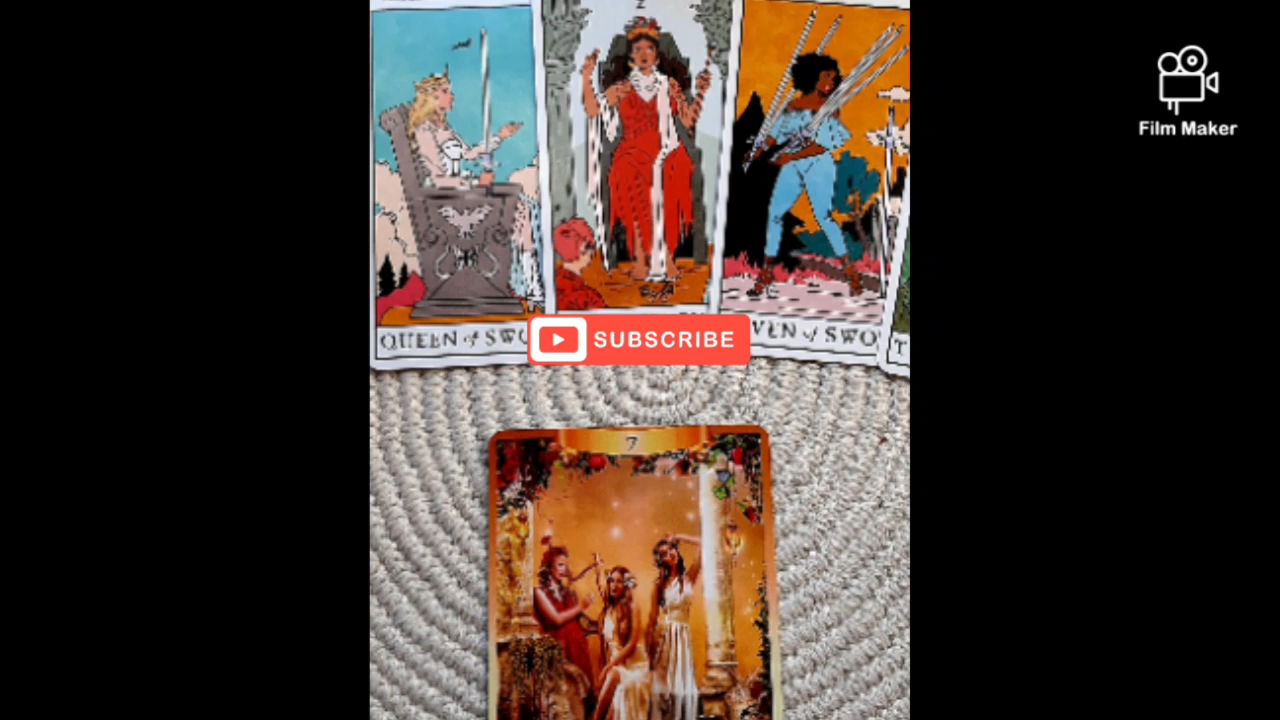 Film Maker
QUEEN of SWO
SUBSCRIBE
VEN of SWO
T
7